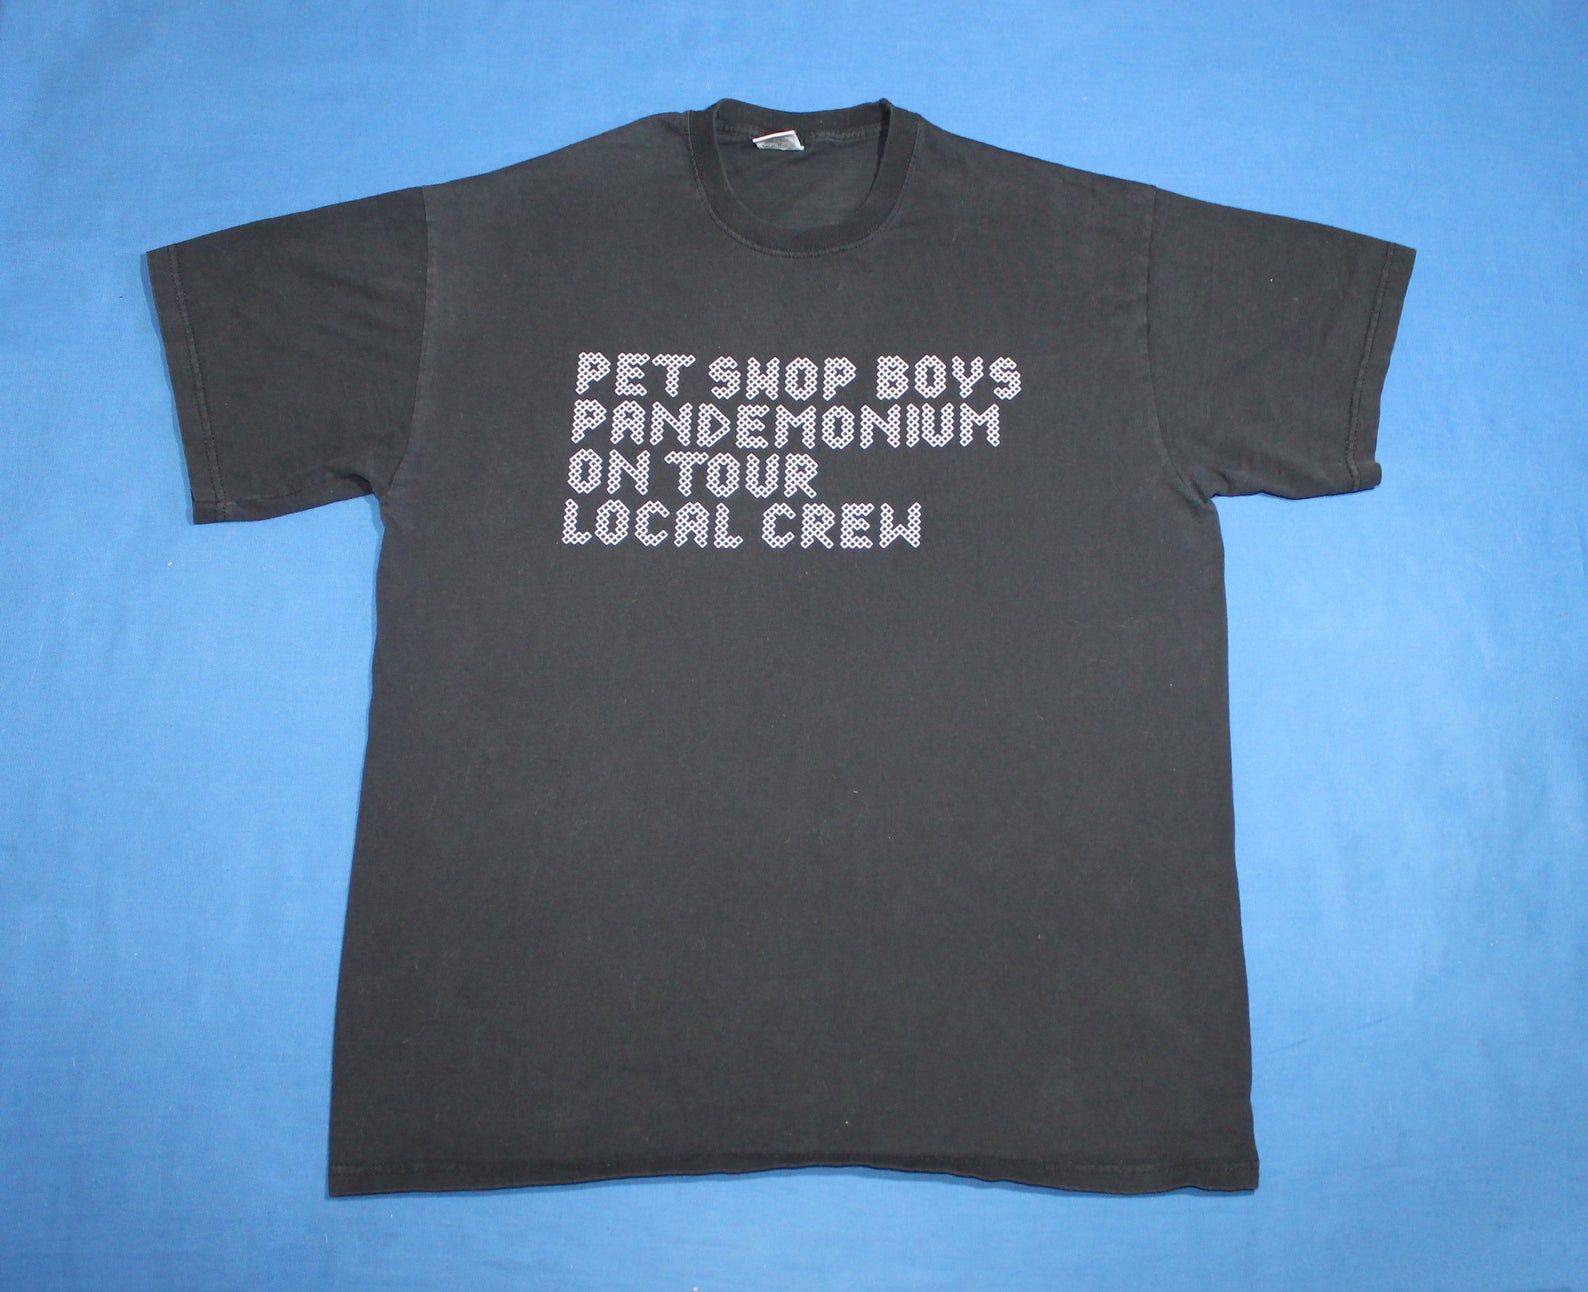 PET SHOP BOYS
PANDEMONIUM
ON TOUR
LOCAL CREW